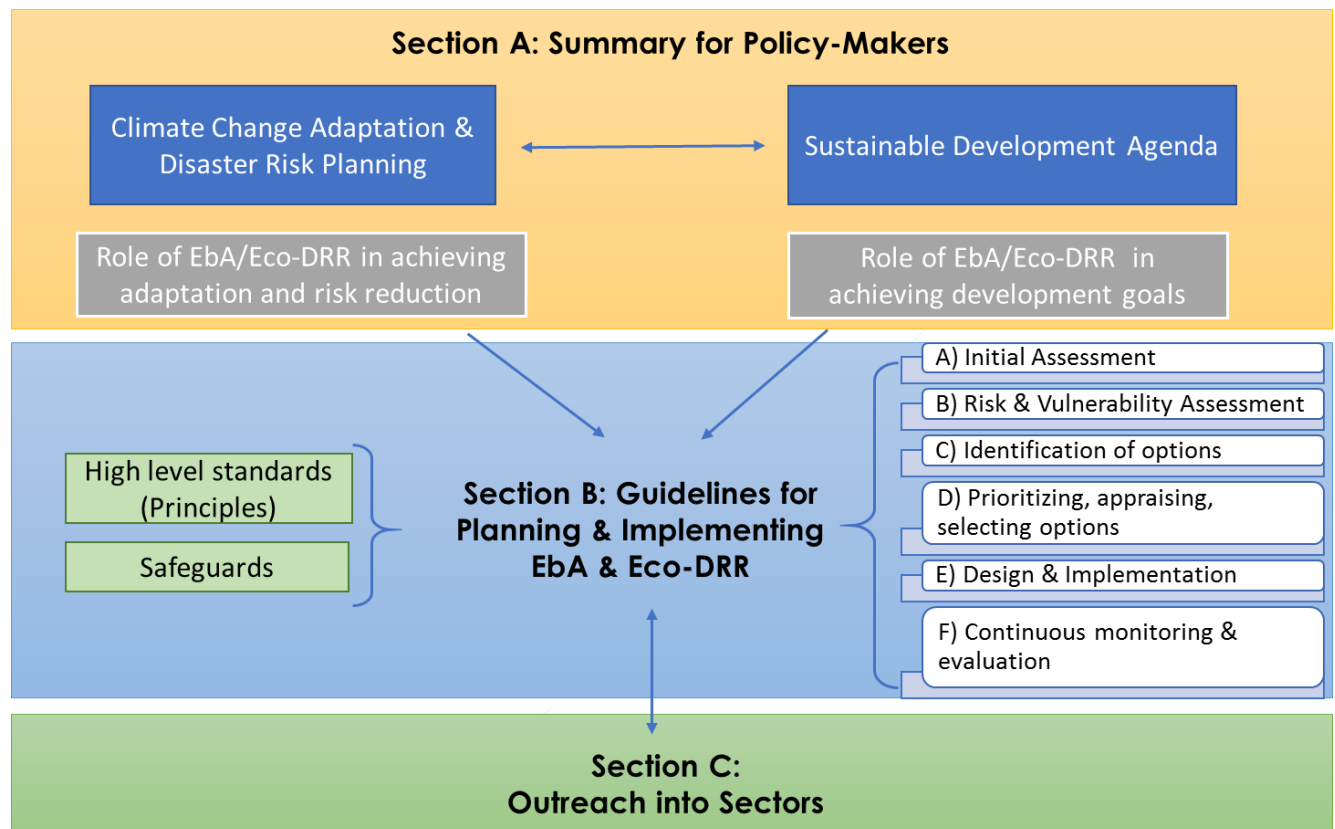 Section A: Summary for Policy-Makers
Climate Change Adaptation &
Disaster Risk Planning
Sustainable Development Agenda
Role of EbA/Eco-DRR in achieving
adaptation and risk reduction
Role of EbA/Eco-DRR in
achieving development goals
High level standards
(Principles)
Safeguards
Section B: Guidelines for
Planning & Implementing
EbA & Eco-DRR
A) Initial Assessment
B) Risk & Vulnerability Assessment
C) Identification of options
D) Prioritizing, appraising,
selecting options
E) Design & Implementation
F) Continuous monitoring &
evaluation
Section C:
Outreach into Sectors